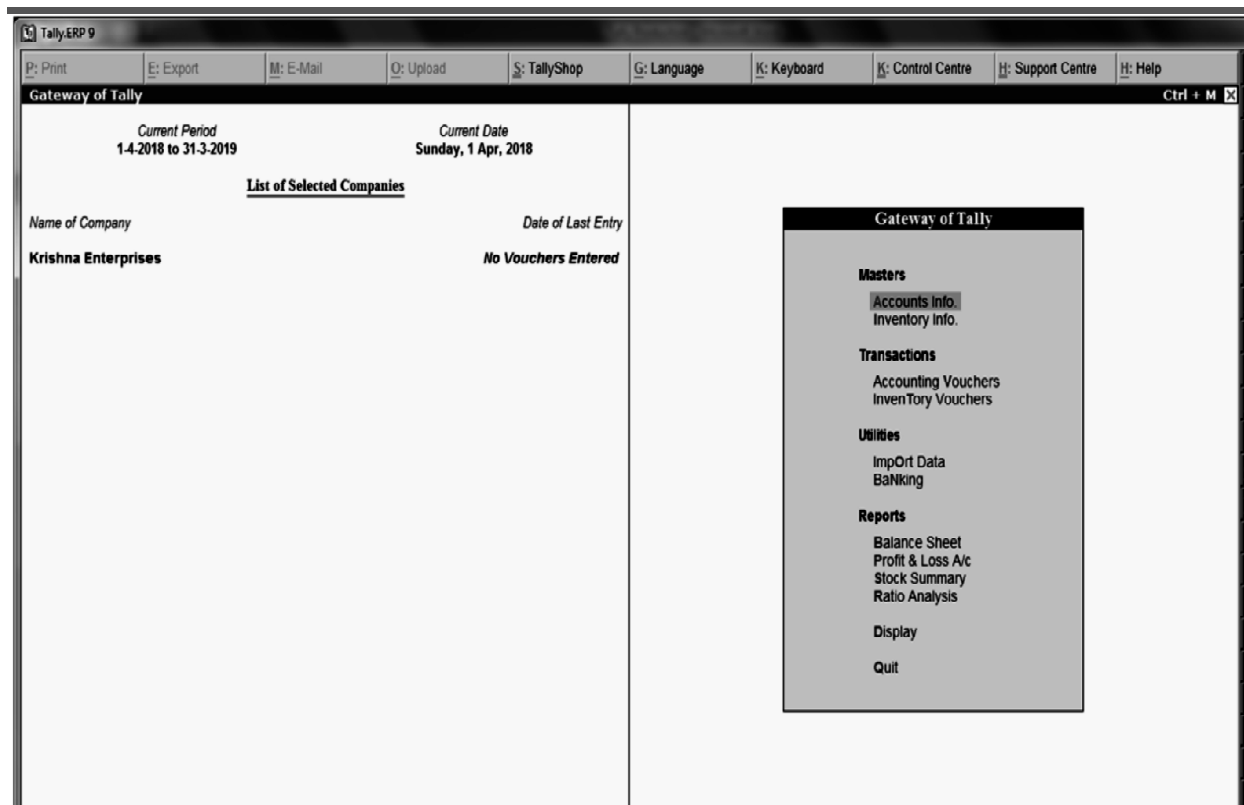 Tally.ERP 9
P: Print E: Export M: E-Mail O: Upload S: TallyShop G: Language K: Keyboard K: Control Centre H: Support Centre H: Help
Gateway of Tally Ctrl + M X
Current Period Current Date
1-4-2018 to 31-3-2019 Sunday, 1 Apr, 2018
List of Selected Companies
Name of Company Date of Last Entry
Krishna Enterprises No Vouchers Entered
Gateway of Tally
Masters
Accounts Info.
Inventory Info.
Transactions
Accounting Vouchers
InvenTory Vouchers
Utilities
ImpOrt Data
BaNking
Reports
Balance Sheet
Profit & Loss A/c
Stock Summary
Ratio Analysis
Display
Quit